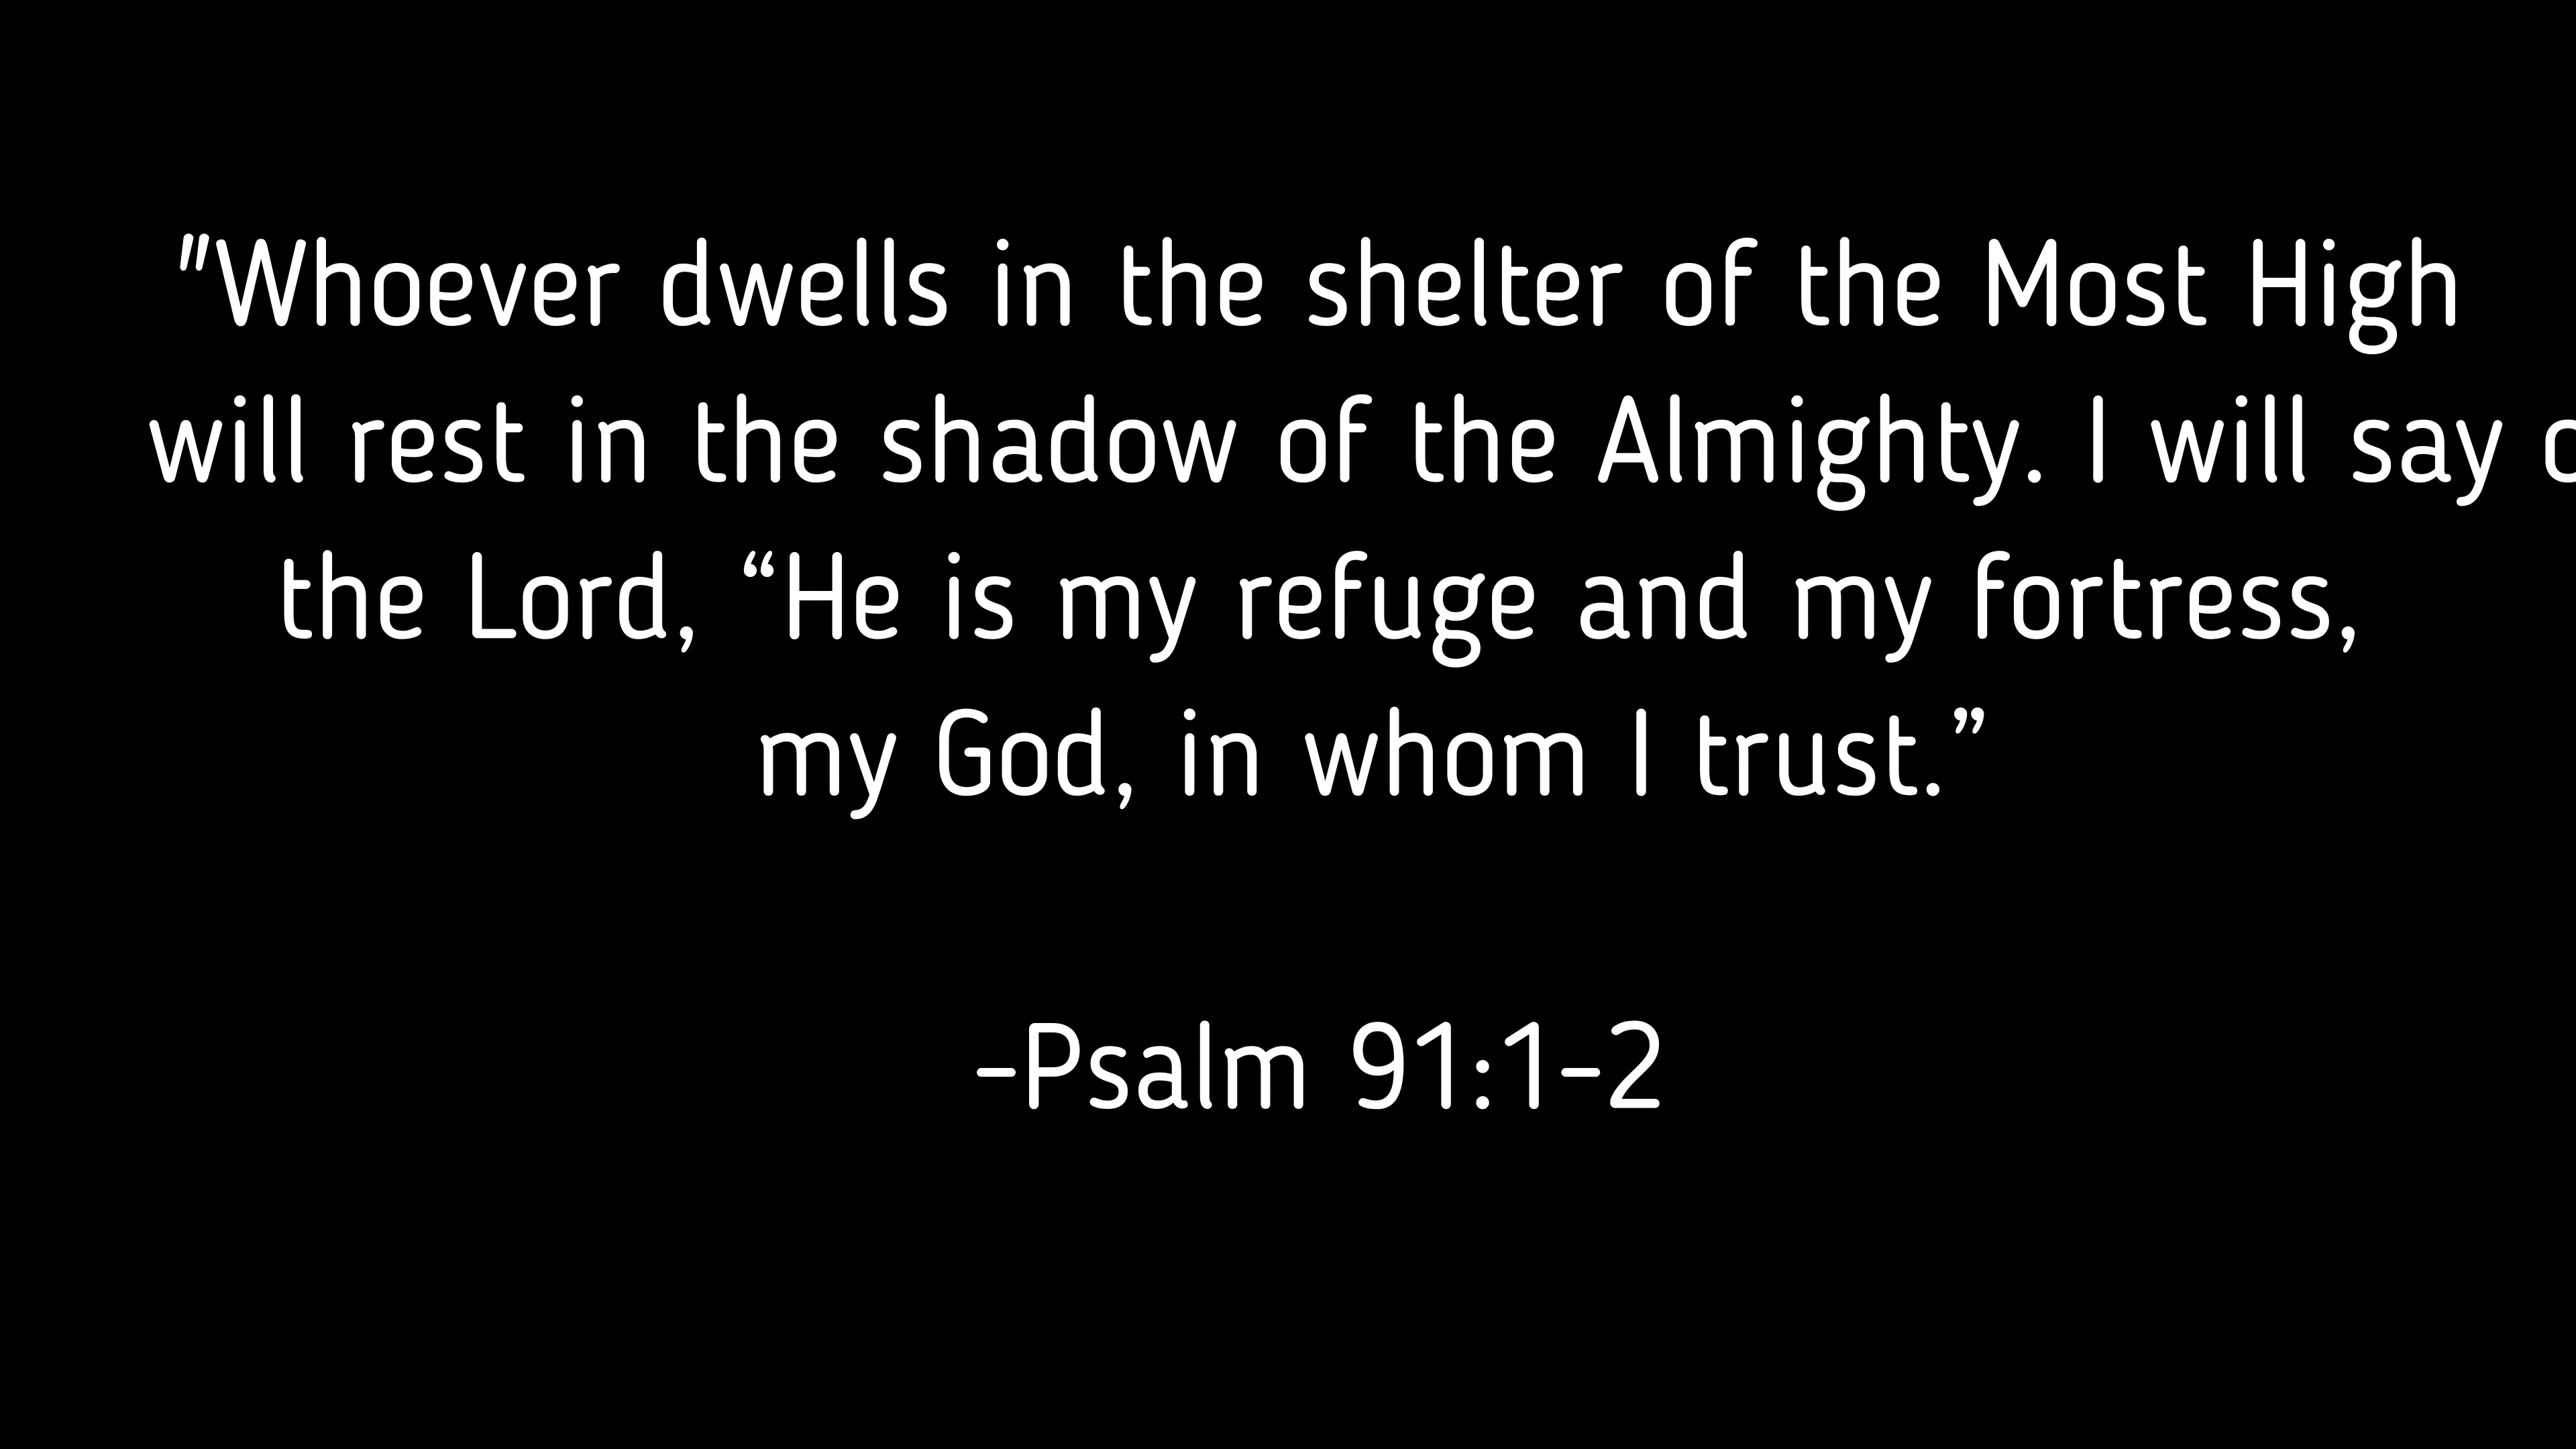 "Whoever dwells in the shelter of the Most High
will rest in the shadow of the Almighty. I will say
the Lord, “He is my refuge and my fortress,
my God, in whom I trust.”
-Psalm 91:1-2